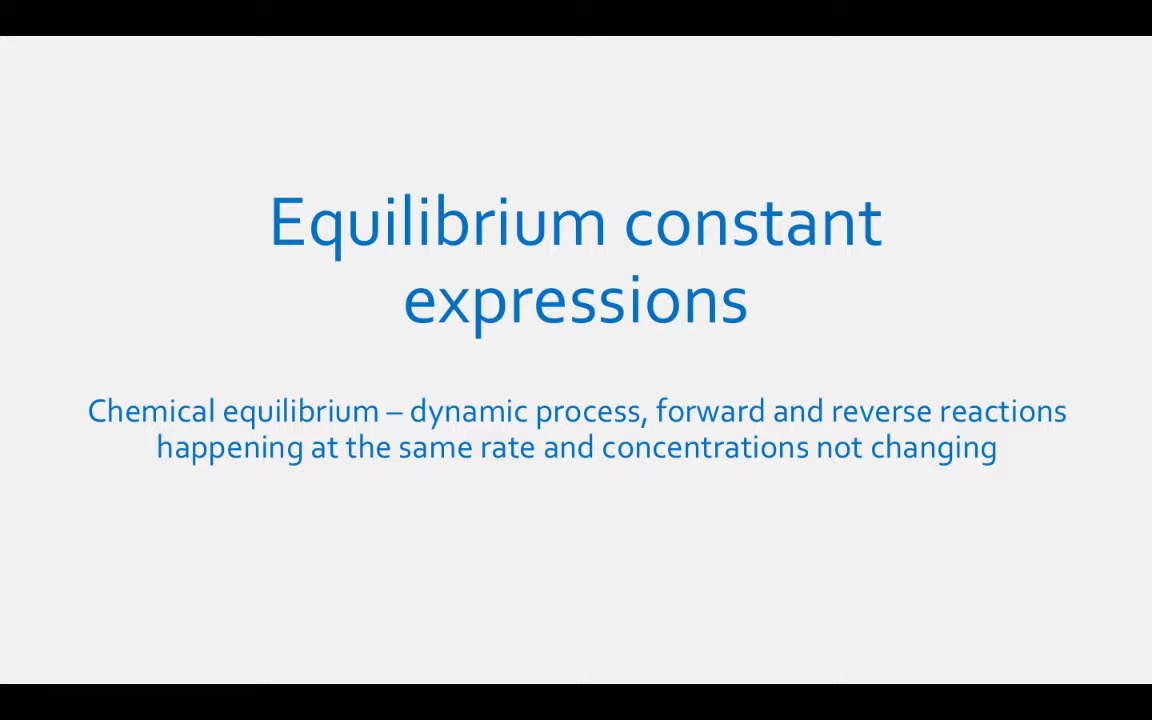 Equilibrium constant
expressions
Chemical equilibrium – dynamic process, forward and reverse reactions
happening at the same rate and concentrations not changing